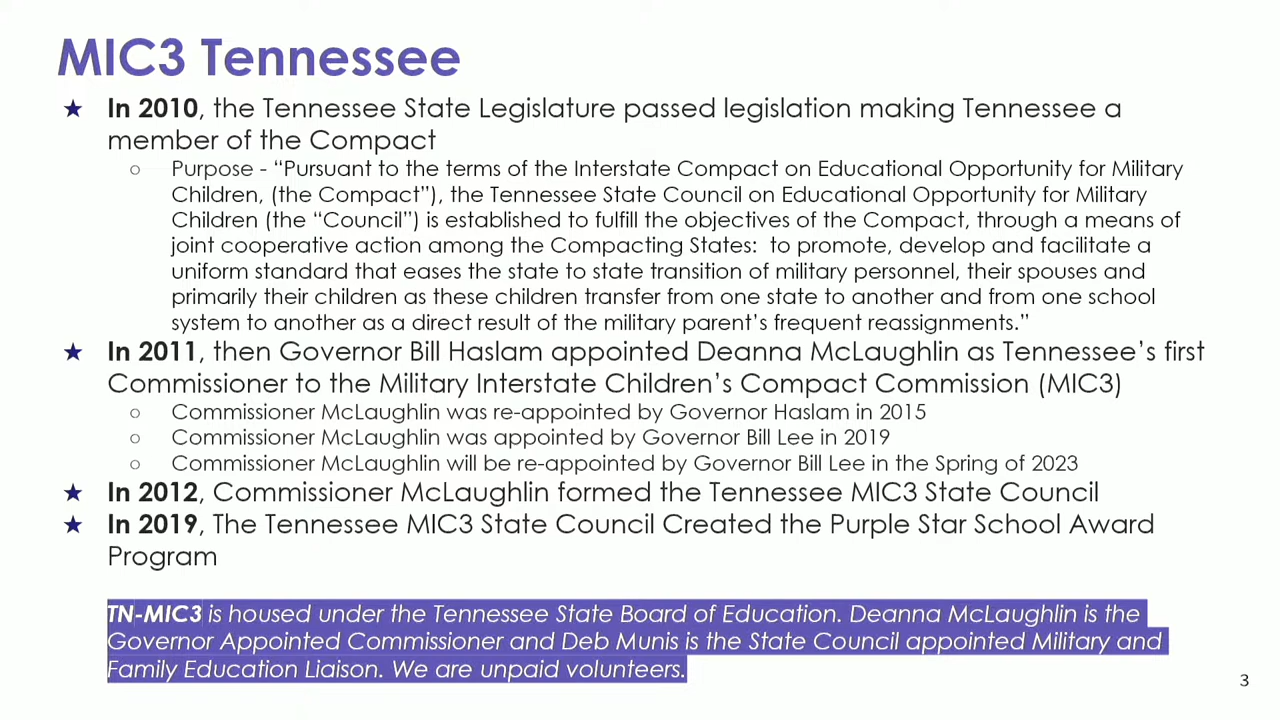 MIC3 Tennessee
★ In 2010, the Tennessee State Legislature passed legislation making Tennessee a
member of the Compact
○ Purpose - “Pursuant to the terms of the Interstate Compact on Educational Opportunity for Military
Children, (the Compact”), the Tennessee State Council on Educational Opportunity for Military
Children (the “Council”) is established to fulfill the objectives of the Compact, through a means of
joint cooperative action among the Compacting States:  to promote, develop and facilitate a
uniform standard that eases the state to state transition of military personnel, their spouses and
primarily their children as these children transfer from one state to another and from one school
system to another as a direct result of the military parent’s frequent reassignments.”
★ In 2011, then Governor Bill Haslam appointed Deanna McLaughlin as Tennessee’s first
Commissioner to the Military Interstate Children’s Compact Commission (MIC3)
○ Commissioner McLaughlin was re-appointed by Governor Haslam in 2015
○ Commissioner McLaughlin was appointed by Governor Bill Lee in 2019
○ Commissioner McLaughlin will be re-appointed by Governor Bill Lee in the Spring of 2023
★ In 2012, Commissioner McLaughlin formed the Tennessee MIC3 State Council
★ In 2019, The Tennessee MIC3 State Council Created the Purple Star School Award
Program
TN-MIC3 is housed under the Tennessee State Board of Education. Deanna McLaughlin is the
Governor Appointed Commissioner and Deb Munis is the State Council appointed Military and
Family Education Liaison. We are unpaid volunteers.
3